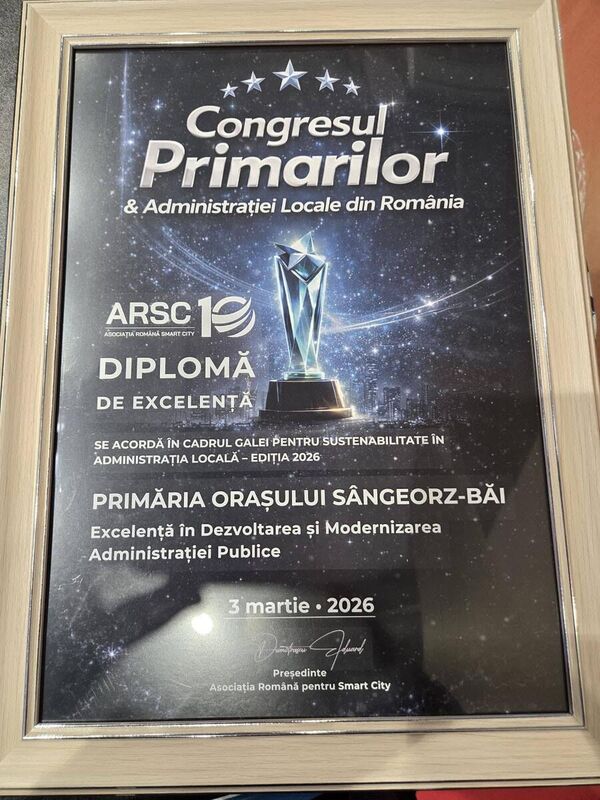 Congresul
Primarilor
& Administrației Locale din România
ARSC 10
ASOCIAȚIA ROMÂNĂ SMART CITY
DIPLOMĂ
DE EXCELENȚĂ
SE ACORDĂ ÎN CADRUL GALEI PENTRU SUSTENABILITATE ÎN
ADMINISTRAȚIA LOCALĂ – EDIȚIA 2026
PRIMĂRIA ORAȘULUI SÂNGEORZ-BĂI
Excelență în Dezvoltarea și Modernizarea
Administrației Publice
3 martie • 2026
Dumitrascu Eduard
Președinte
Asociația Română pentru Smart City